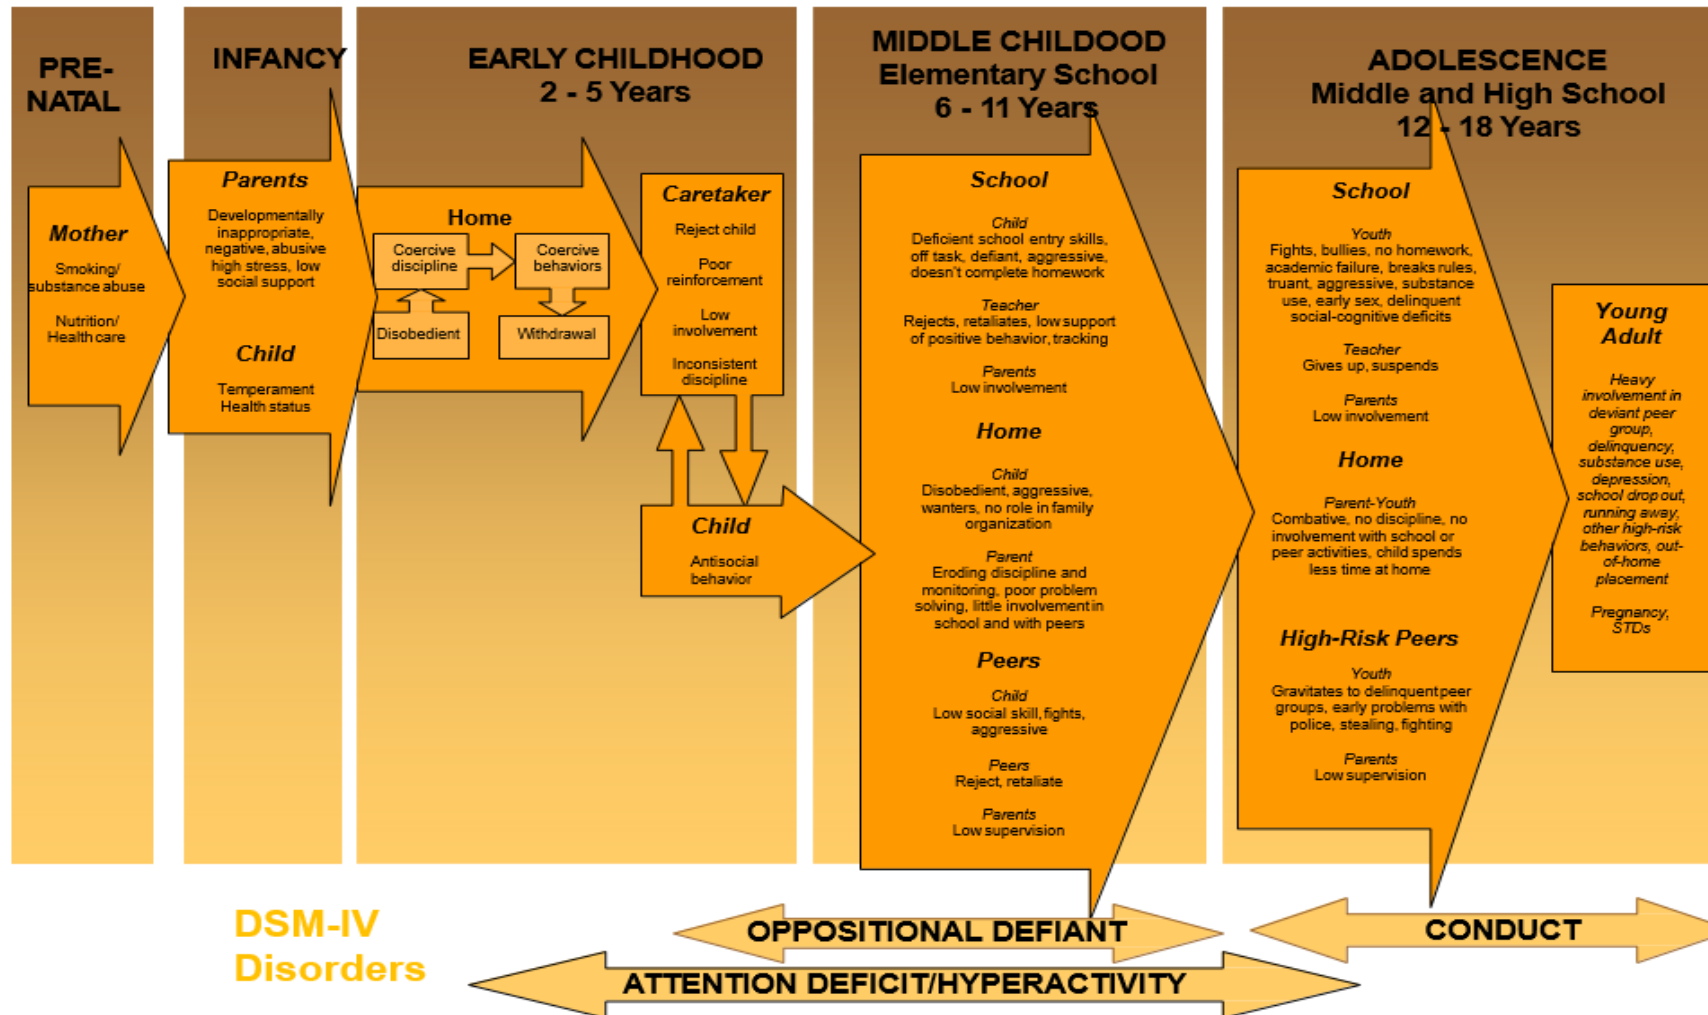 PRE-
NATAL
Mother
Smoking/
substance abuse
Nutrition/
Health care
INFANCY
Parents
Developmentally
inappropriate,
negative, abusive
high stress, low
social support
Child
Temperament
Health status
EARLY CHILDHOOD
2 - 5 Years
Home
Coercive
discipline
Coercive
behaviors
Disobedient
Withdrawal
Caretaker
Reject child
Poor
reinforcement
Low
involvement
Inconsistent
discipline
Child
Antisocial
behavior
MIDDLE CHILDOOD
Elementary School
6 - 11 Years
School
Child
Deficient school entry skills,
off task, defiant, aggressive,
doesn't complete homework
Teacher
Rejects, retaliates, low support
of positive behavior, tracking
Parents
Low involvement
Home
Child
Disobedient, aggressive,
wanters, no role in family
organization
Parent
Eroding discipline and
monitoring, poor problem
solving, little involvement in
school and with peers
Peers
Child
Low social skill, fights,
aggressive
Peers
Reject, retaliate
Parents
Low supervision
ADOLESCENCE
Middle and High School
12 - 18 Years
School
Youth
Fights, bullies, no homework,
academic failure, breaks rules,
truant, aggressive, substance
use, early sex, delinquent
social-cognitive deficits
Teacher
Gives up, suspends
Parents
Low involvement
Home
Parent-Youth
Combative, no discipline, no
involvement with school or
peer activities, child spends
less time at home
High-Risk Peers
Youth
Gravitates to delinquent peer
groups, early problems with
police, stealing, fighting
Parents
Low supervision
Young
Adult
Heavy
involvement in
deviant peer
group,
delinquency,
substance use,
depression,
school drop out,
running away,
other high-risk
behaviors, out-
of-home
placement
Pregnancy,
STDs
DSM-IV
Disorders
OPPOSITIONAL DEFIANT
CONDUCT
ATTENTION DEFICIT/HYPERACTIVITY